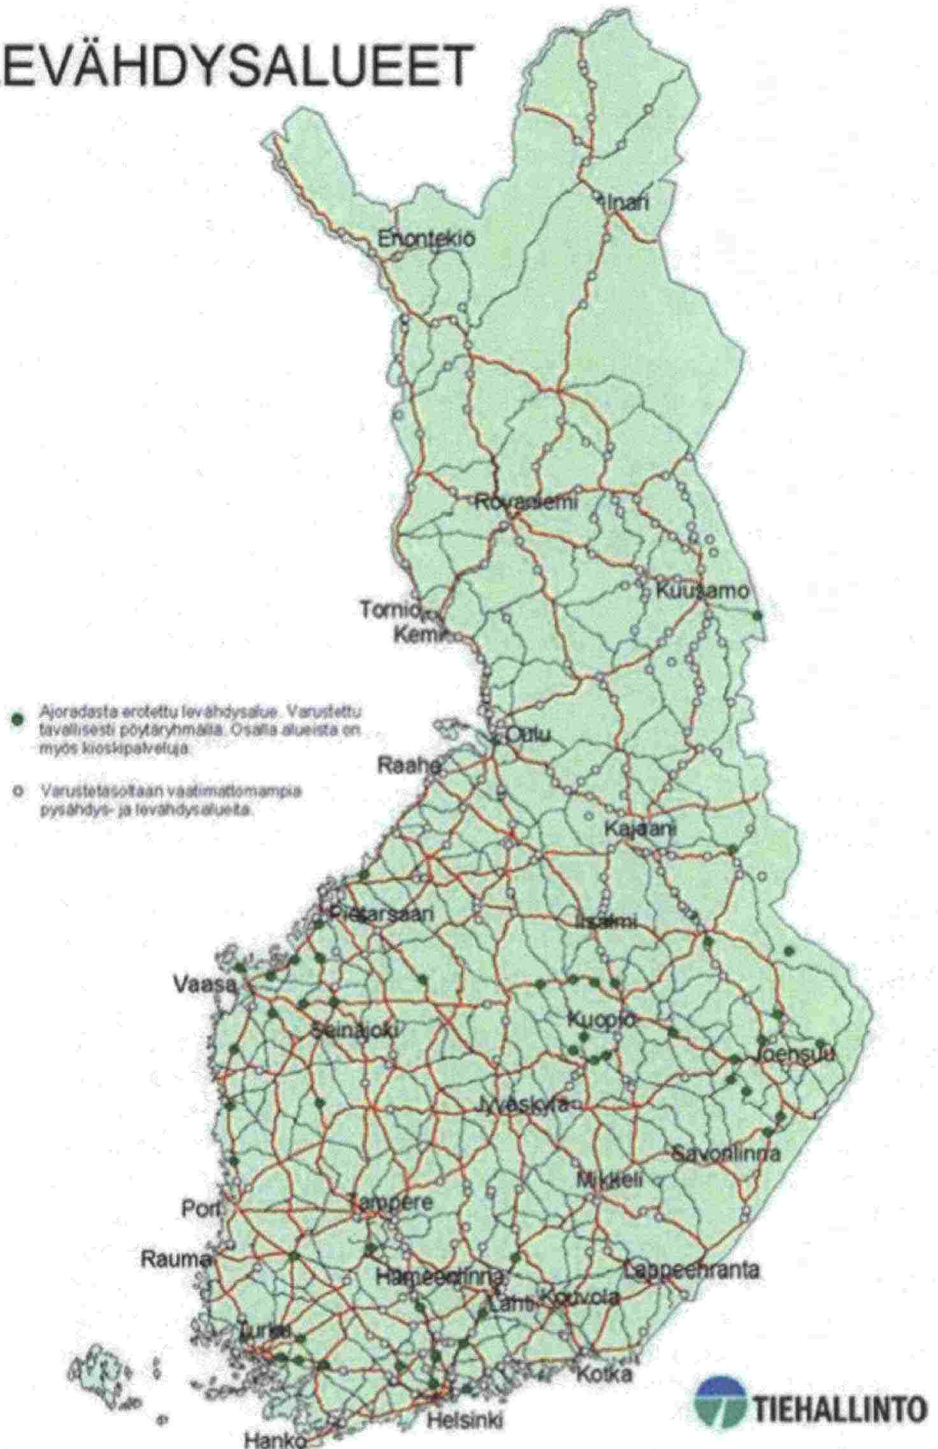 EVÄHDYSALUEET
Inari
Enontekiö
Rovaniemi
Kuusamo
Tornio
Kemi
Ajoradasta erotettu levähdysalue. Varustettu
tavallisesti pöytäryhmällä. Osalla alueista on
myös kioskipalveluja.
Oulu
Raahe
Varustetasoltaan vaatimattomampia
pysähdys- ja levähdysalueita.
Kajaani
Pietarsaari
Iisalmi
Vaasa
Seinäjoki
Kuopio
Joensuu
Jyväskylä
Savonlinna
Mikkeli
Pori
Tampere
Rauma
Hämeenlinna
Lappeenranta
Lahti
Kouvola
Turku
Kotka
Helsinki
Hanko
TIEHALLINTO